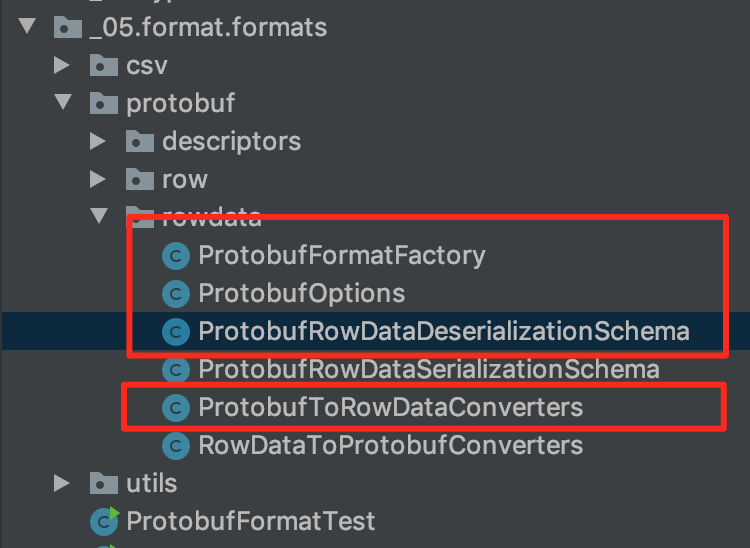 _05.format.formats
csv
protobuf
descriptors
row
rowdata
ProtobufFormatFactory
ProtobufOptions
ProtobufRowDataDeserializationSchema
ProtobufRowDataSerializationSchema
ProtobufToRowDataConverters
RowDataToProtobufConverters
utils
ProtobufFormatTest